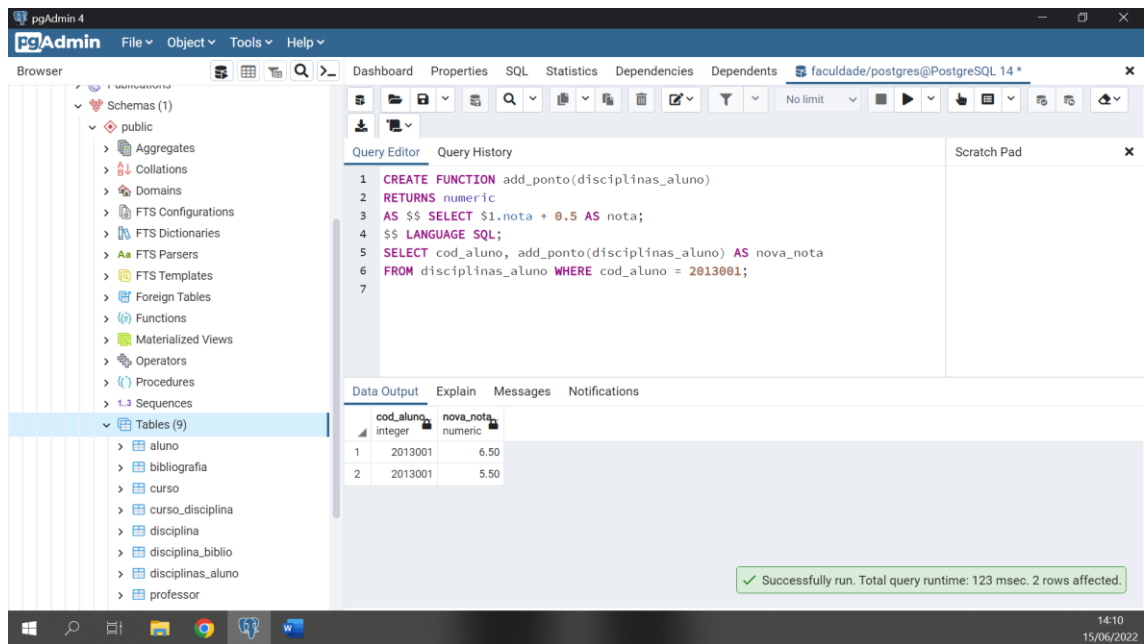 pgAdmin 4
pgAdmin File Object Tools Help
Browser
Dashboard Properties SQL Statistics Dependencies Dependents faculdade/postgres@PostgreSQL 14 *
No limit
Publications
Schemas (1)
public
Aggregates
Collations
Domains
FTS Configurations
FTS Dictionaries
FTS Parsers
FTS Templates
Foreign Tables
Functions
Materialized Views
Operators
Procedures
1..3 Sequences
Tables (9)
aluno
bibliografia
curso
curso_disciplina
disciplina
disciplina_biblio
disciplinas_aluno
professor
Query Editor Query History
Scratch Pad
1 CREATE FUNCTION add_ponto(disciplinas_aluno)
2 RETURNS numeric
3 AS $$ SELECT $1.nota + 0.5 AS nota;
4 $$ LANGUAGE SQL;
5 SELECT cod_aluno, add_ponto(disciplinas_aluno) AS nova_nota
6 FROM disciplinas_aluno WHERE cod_aluno = 2013001;
7
Data Output Explain Messages Notifications
cod_aluno nova_nota
integer numeric
1 2013001 6.50
2 2013001 5.50
Successfully run. Total query runtime: 123 msec. 2 rows affected.
14:10
15/06/2022